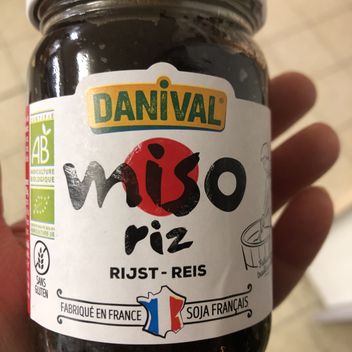 DANIVAL®
AB
AGRICULTURE
BIOLOGIQUE
miso
riz
RIJST - REIS
SANS
GLUTEN
FABRIQUÉ EN FRANCE
SOJA FRANÇAIS